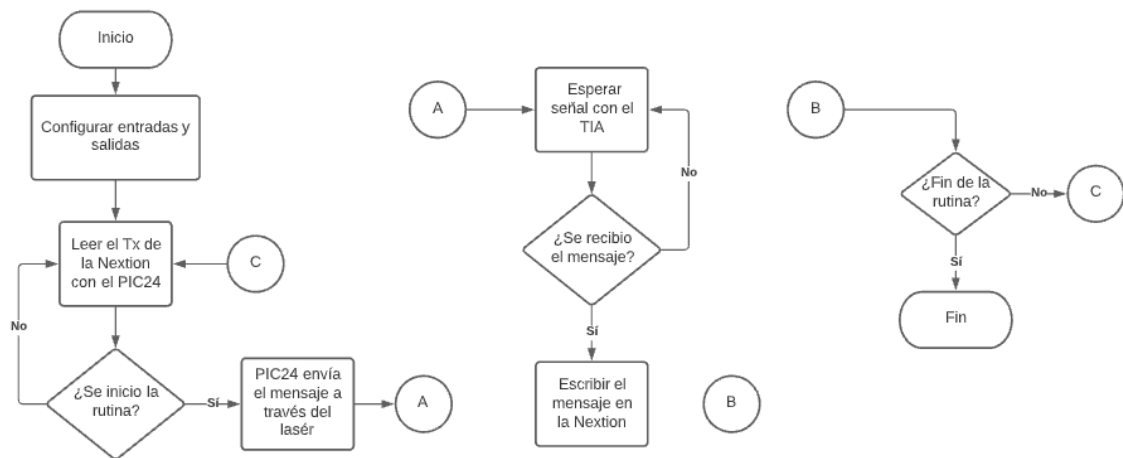 Inicio
Configurar entradas y
salidas
Leer el Tx de
la Nextion
con el PIC24
C
No
¿Se inicio la
rutina?
Sí
PIC24 envía
el mensaje a
través del
lasér
A
A
Esperar
señal con el
TIA
No
¿Se recibio
el mensaje?
Sí
Escribir el
mensaje en
la Nextion
B
B
¿Fin de la
rutina?
No
C
Sí
Fin